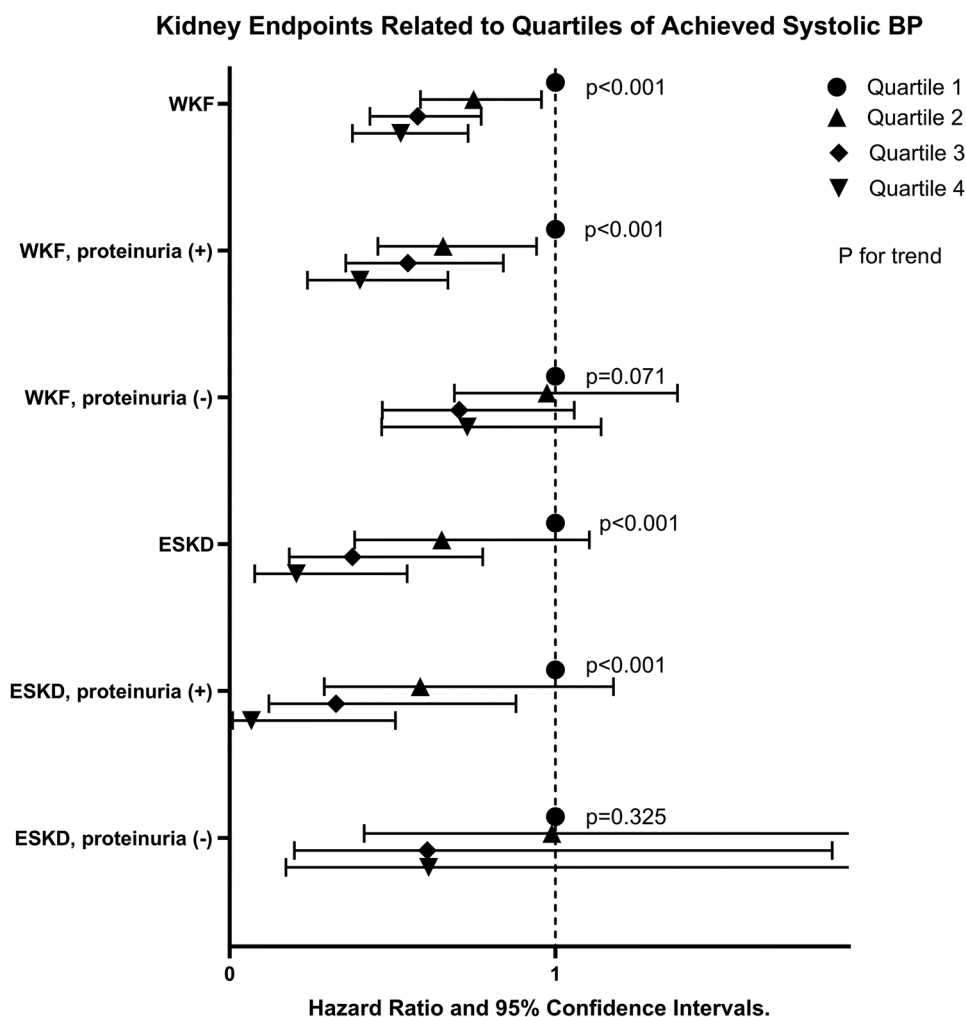 Kidney Endpoints Related to Quartiles of Achieved Systolic BP
WKF
p<0.001
Quartile 1
Quartile 2
Quartile 3
Quartile 4
WKF, proteinuria (+)
p<0.001
P for trend
WKF, proteinuria (-)
p=0.071
ESKD
p<0.001
ESKD, proteinuria (+)
p<0.001
ESKD, proteinuria (-)
p=0.325
0
1
Hazard Ratio and 95% Confidence Intervals.